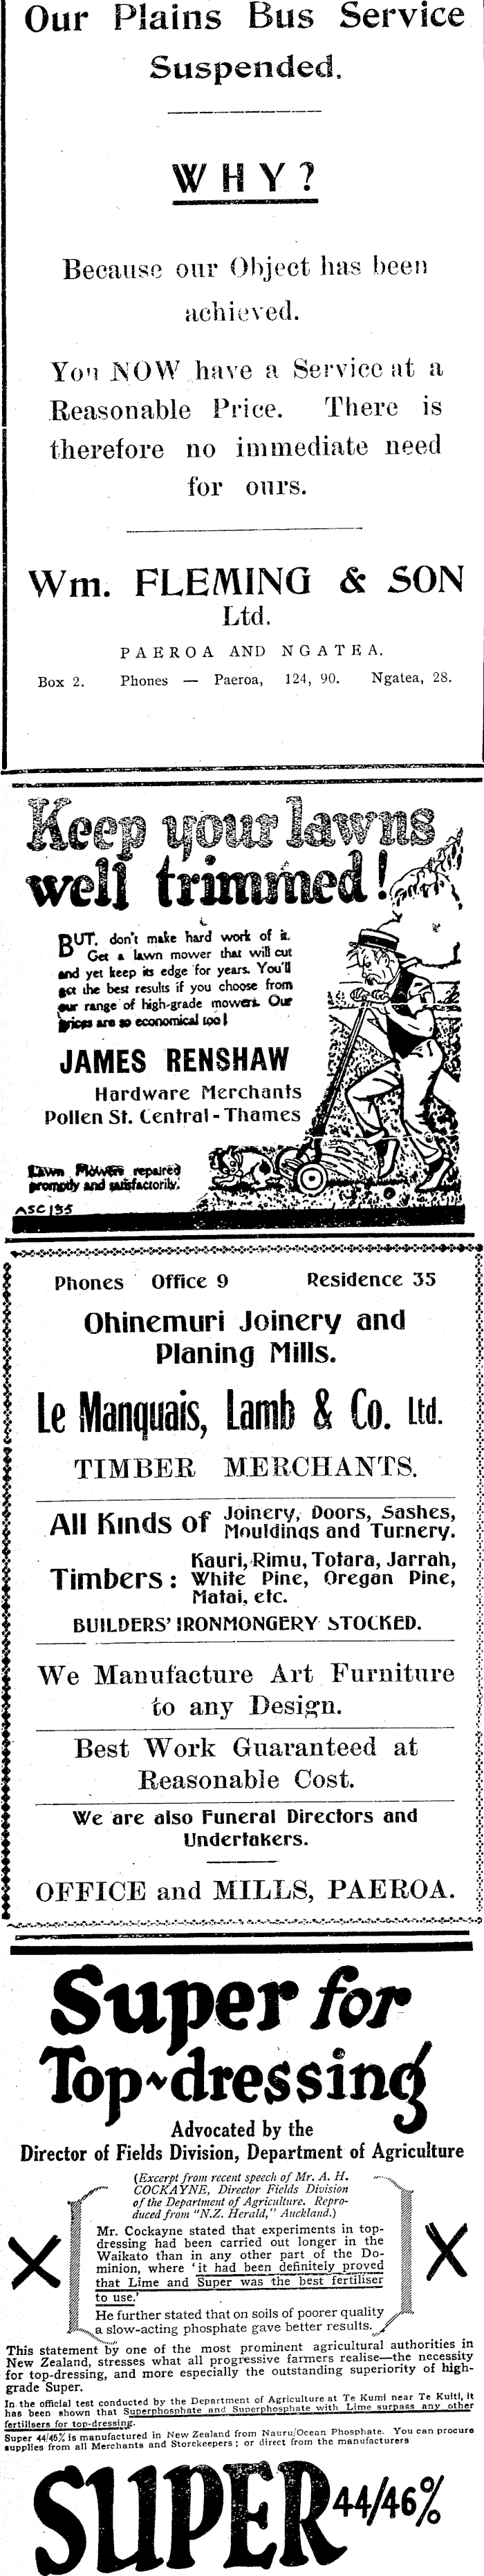 Our Plains Bus Service
Suspended.
WHY?
Because our Object has been
achieved.
You NOW have a Service at a
Reasonable Price. There is
therefore no immediate need
for ours.
Wm. FLEMING & SON
Ltd.
PAEROA AND NGATEA.
Box 2. Phones — Paeroa, 124, 90. Ngatea, 28.
Keep your lawns
well trimmed!
BUT, don't make hard work of it.
Get a lawn mower that will cut
and yet keep its edge for years. You'll
get the best results if you choose from
our range of high-grade mowers. Our
prices are so economical too!
JAMES RENSHAW
Hardware Merchants
Pollen St. Central - Thames
Lawn Mowers repaired
promptly and satisfactorily.
ASC 135
Phones Office 9 Residence 35
Ohinemuri Joinery and
Planing Mills.
Le Manquais, Lamb & Co. Ltd.
TIMBER MERCHANTS.
All Kinds of Joinery, Doors, Sashes,
Mouldings and Turnery.
Timbers: Kauri, Rimu, Totara, Jarrah,
White Pine, Oregan Pine,
Matai, etc.
BUILDERS' IRONMONGERY STOCKED.
We Manufacture Art Furniture
to any Design.
Best Work Guaranteed at
Reasonable Cost.
We are also Funeral Directors and
Undertakers.
OFFICE and MILLS, PAEROA.
Super for
Top-dressing
Advocated by the
Director of Fields Division, Department of Agriculture
(Excerpt from recent speech of Mr. A. H.
COCKAYNE, Director Fields Division
of the Department of Agriculture. Repro-
duced from "N.Z. Herald," Auckland.)
Mr. Cockayne stated that experiments in top-
dressing had been carried out longer in the
Waikato than in any other part of the Do-
minion, where 'it had been definitely proved
that Lime and Super was the best fertiliser
to use.'
He further stated that on soils of poorer quality
a slow-acting phosphate gave better results.
X X
This statement by one of the most prominent agricultural authorities in
New Zealand, stresses what all progressive farmers realise—the necessity
for top-dressing, and more especially the outstanding superiority of high-
grade Super.
In the official test conducted by the Department of Agriculture at Te Kumi near Te Kuiti, it
has been shown that Superphosphate and Superphosphate with Lime surpass any other
fertilisers for top-dressing.
Super 44/46% is manufactured in New Zealand from Nauru/Ocean Phosphate. You can procure
supplies from all Merchants and Storekeepers; or direct from the manufacturers
SUPER 44/46%